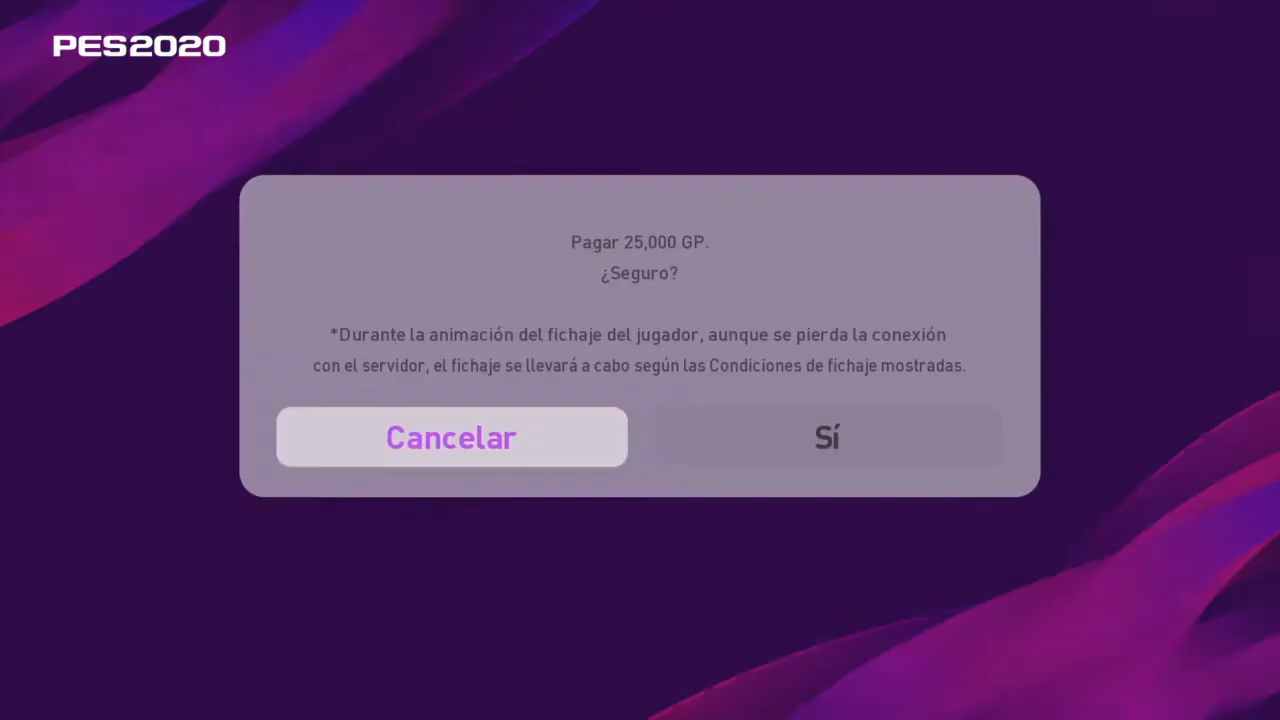 PES2020
Pagar 25,000 GP.
¿Seguro?
*Durante la animación del fichaje del jugador, aunque se pierda la conexión
con el servidor, el fichaje se llevará a cabo según las Condiciones de fichaje mostradas.
Cancelar
Sí